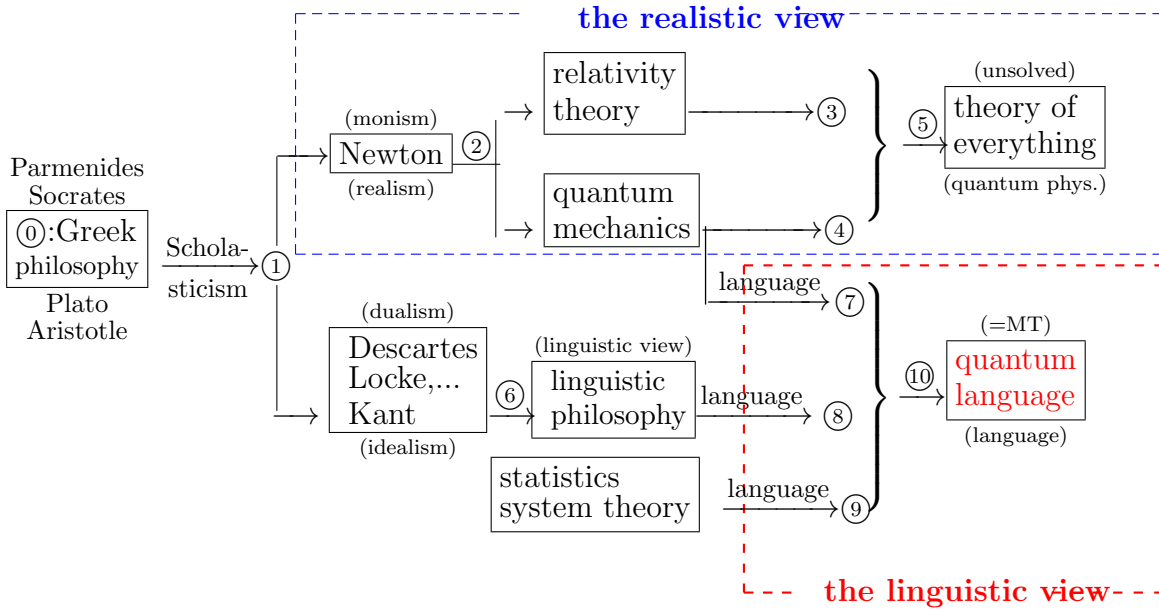 the realistic view
Parmenides
Socrates
⓪:Greek
philosophy
Plato
Aristotle
Schola-
sticism
①
(monism)
Newton
(realism)
②
relativity
theory
③
quantum
mechanics
④
⑤
(unsolved)
theory of
everything
(quantum phys.)
(dualism)
Descartes
Locke,...
Kant
(idealism)
⑥
(linguistic view)
linguistic
philosophy
language
⑦
language
⑧
statistics
system theory
language
⑨
⑩
(=MT)
quantum
language
(language)
the linguistic view